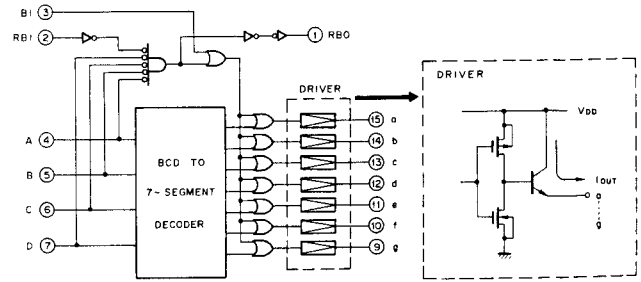 BI 3
RBI 2
1 RBO
DRIVER
A 4
B 5
C 6
D 7
BCD TO
7~ SEGMENT
DECODER
15 a
14 b
13 c
12 d
11 e
10 f
9 g
DRIVER
VDD
IOUT
a
g